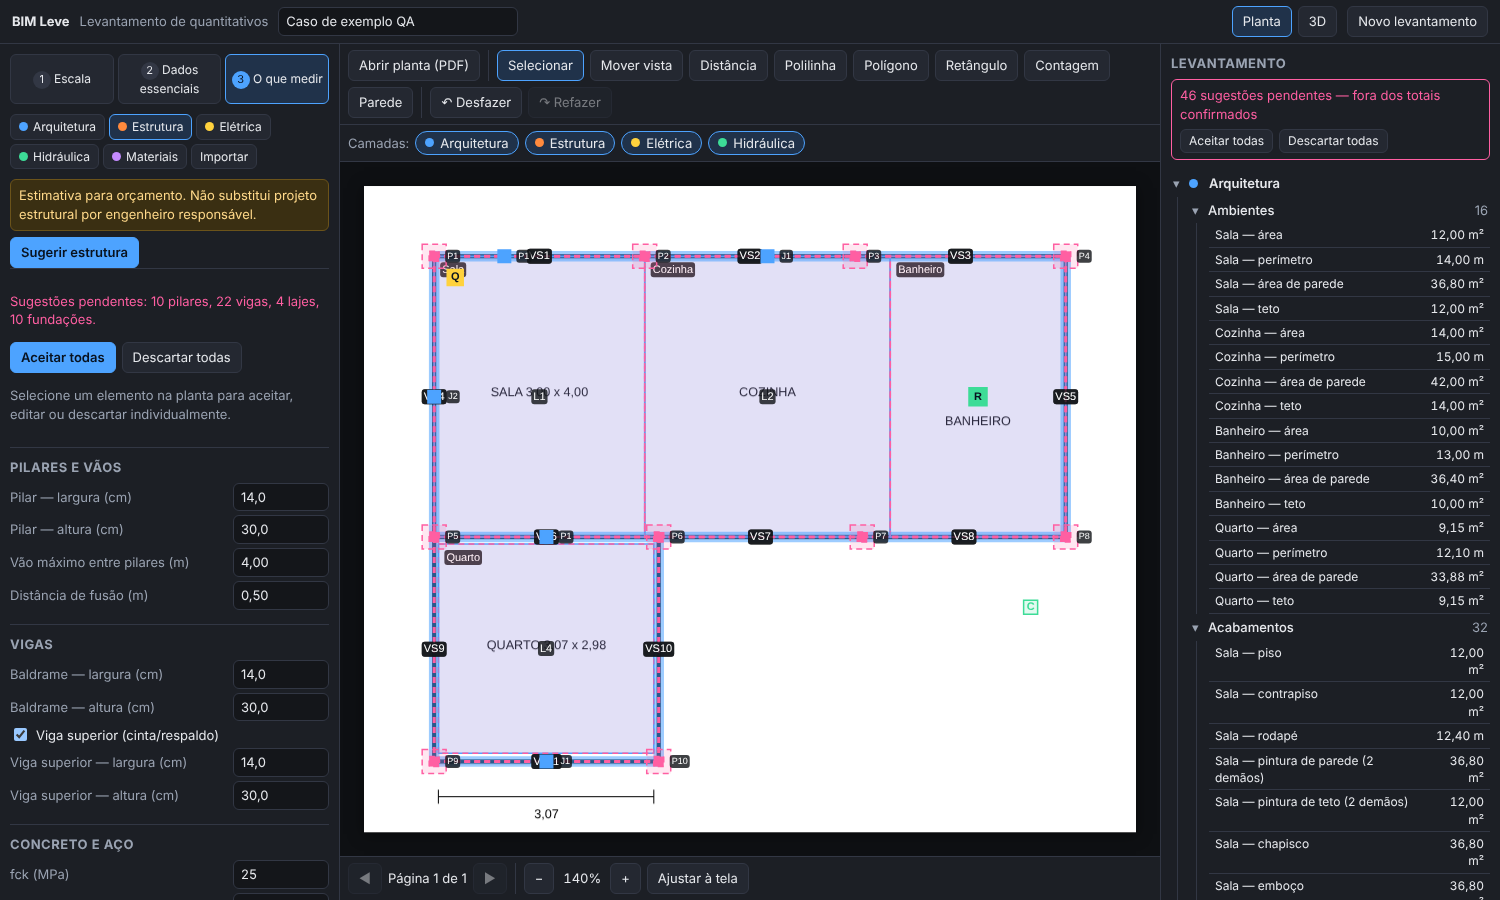 BIM Leve Levantamento de quantitativos Caso de exemplo QA Planta 3D Novo levantamento
1 Escala
2 Dados essenciais
3 O que medir
Arquitetura Estrutura Elétrica
Hidráulica Materiais Importar
Estimativa para orçamento. Não substitui projeto
estrutural por engenheiro responsável.
Sugerir estrutura
Sugestões pendentes: 10 pilares, 22 vigas, 4 lajes,
10 fundações.
Aceitar todas Descartar todas
Selecione um elemento na planta para aceitar,
editar ou descartar individualmente.
PILARES E VÃOS
Pilar — largura (cm) 14,0
Pilar — altura (cm) 30,0
Vão máximo entre pilares (m) 4,00
Distância de fusão (m) 0,50
VIGAS
Baldrame — largura (cm) 14,0
Baldrame — altura (cm) 30,0
Viga superior (cinta/respaldo)
Viga superior — largura (cm) 14,0
Viga superior — altura (cm) 30,0
CONCRETO E AÇO
fck (MPa) 25
Abrir planta (PDF) Selecionar Mover vista Distância Polilinha Polígono Retângulo Contagem
Parede ↶ Desfazer ↷ Refazer
Camadas: Arquitetura Estrutura Elétrica Hidráulica
P1 P1 VS1 P2 VS2 J1 P3 VS3 P4
Sala Cozinha Banheiro
Q
J2 SALA 3,00 x 4,00 L1 COZINHA L2 R VS5
BANHEIRO
P5 P1 P6 VS7 P7 VS8 P8
Quarto
C
VS9 QUARTO 3,07 x 2,98 L4 VS10
P9 J1 P10
3,07
◀ Página 1 de 1 ▶ − 140% + Ajustar à tela
LEVANTAMENTO
46 sugestões pendentes — fora dos totais
confirmados
Aceitar todas Descartar todas
▼ Arquitetura
▼ Ambientes 16
Sala — área 12,00 m²
Sala — perímetro 14,00 m
Sala — área de parede 36,80 m²
Sala — teto 12,00 m²
Cozinha — área 14,00 m²
Cozinha — perímetro 15,00 m
Cozinha — área de parede 42,00 m²
Cozinha — teto 14,00 m²
Banheiro — área 10,00 m²
Banheiro — perímetro 13,00 m
Banheiro — área de parede 36,40 m²
Banheiro — teto 10,00 m²
Quarto — área 9,15 m²
Quarto — perímetro 12,10 m
Quarto — área de parede 33,88 m²
Quarto — teto 9,15 m²
▼ Acabamentos 32
Sala — piso 12,00
m²
Sala — contrapiso 12,00
m²
Sala — rodapé 12,40 m
Sala — pintura de parede (2 36,80
demãos) m²
Sala — pintura de teto (2 demãos) 12,00
m²
Sala — chapisco 36,80
m²
Sala — emboço 36,80